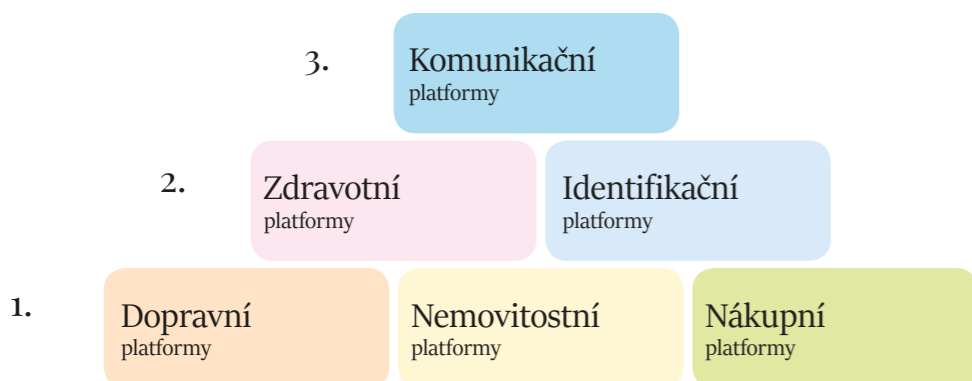 3.
Komunikační
platformy
2.
Zdravotní
platformy
Identifikační
platformy
1.
Dopravní
platformy
Nemovitostní
platformy
Nákupní
platformy